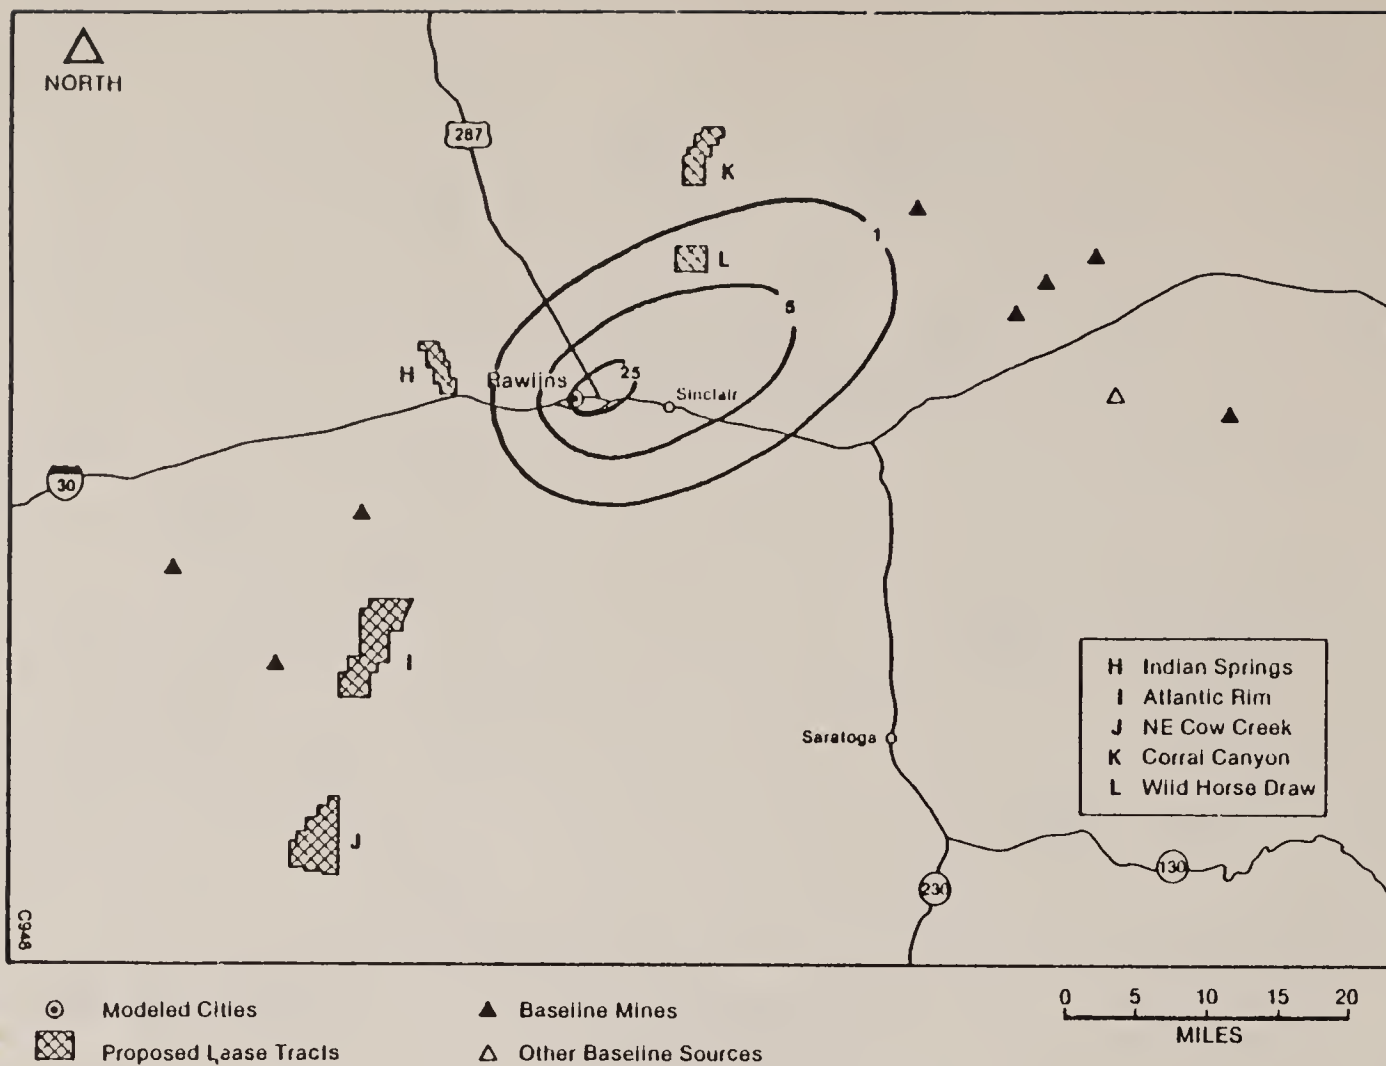 NORTH
287
K
1
L
5
H
Rawlins
25
Sinclair
30
I
Saratoga
H Indian Springs
I Atlantic Rim
J NE Cow Creek
K Corral Canyon
L Wild Horse Draw
J
130
230
C948
Modeled Cities
Baseline Mines
0 5 10 15 20
MILES
Proposed Lease Tracts
Other Baseline Sources